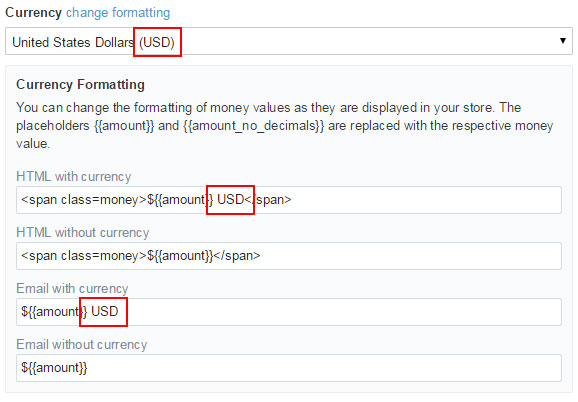 Currency change formatting
United States Dollars (USD)
Currency Formatting
You can change the formatting of money values as they are displayed in your store. The
placeholders {{amount}} and {{amount_no_decimals}} are replaced with the respective money
value.
HTML with currency
<span class=money>${{amount}} USD</span>
HTML without currency
<span class=money>${{amount}}</span>
Email with currency
${{amount}} USD
Email without currency
${{amount}}